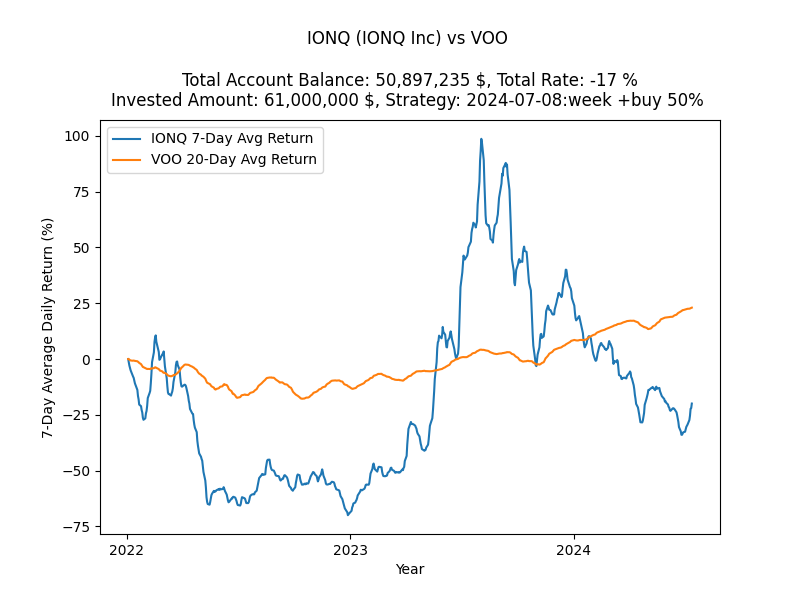 IONQ (IONQ Inc) vs VOO
Total Account Balance: 50,897,235 $, Total Rate: -17 %
Invested Amount: 61,000,000 $, Strategy: 2024-07-08:week +buy 50%
IONQ 7-Day Avg Return
VOO 20-Day Avg Return
7-Day Average Daily Return (%)
100
75
50
25
0
−25
−50
−75
2022
2023
2024
Year